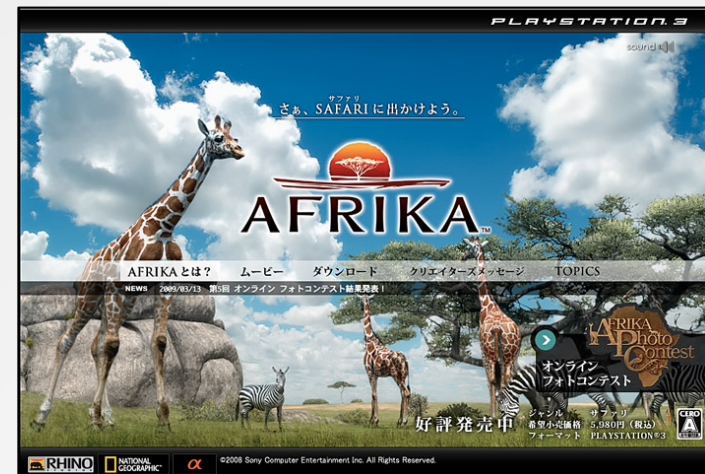 PLAYSTATION 3
sound
サファリ
さぁ、SAFARIに出かけよう。
AFRIKA™
AFRIKAとは？ ムービー ダウンロード クリエイターズメッセージ TOPICS
NEWS 2009/03/13 第5回 オンライン フォトコンテスト結果発表！
AFRIKA
Photo
Contest
オンライン
フォトコンテスト
好評発売中
ジャンル サファリ
希望小売価格 5,980円（税込）
フォーマット PLAYSTATION®3
CERO
A
RHINO
NATIONAL
GEOGRAPHIC
α
©2008 Sony Computer Entertainment Inc. All Rights Reserved.